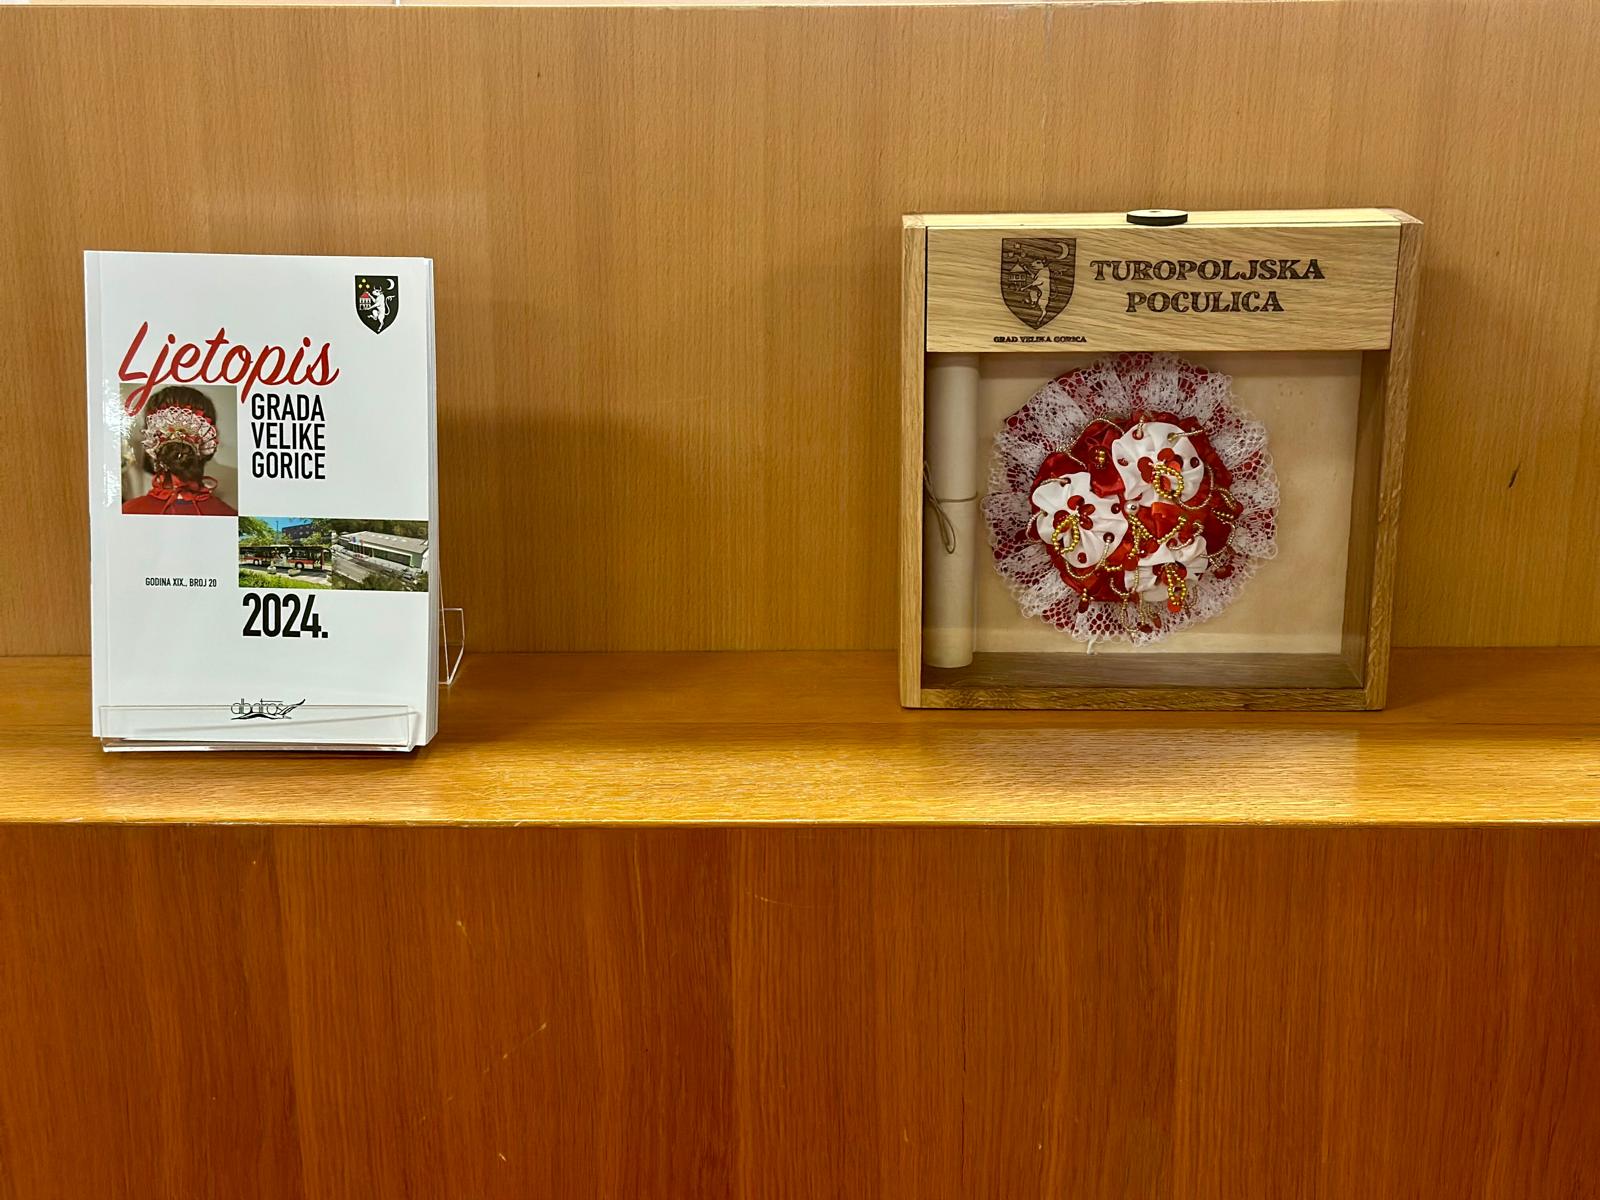 Ljetopis
GRADA
VELIKE
GORICE
GODINA XIX., BROJ 20
2024.
albatros
TUROPOLJSKA
POCULICA
GRAD VELIKA GORICA